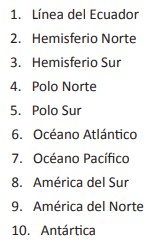 1. Línea del Ecuador
2. Hemisferio Norte
3. Hemisferio Sur
4. Polo Norte
5. Polo Sur
6. Océano Atlántico
7. Océano Pacífico
8. América del Sur
9. América del Norte
10. Antártica